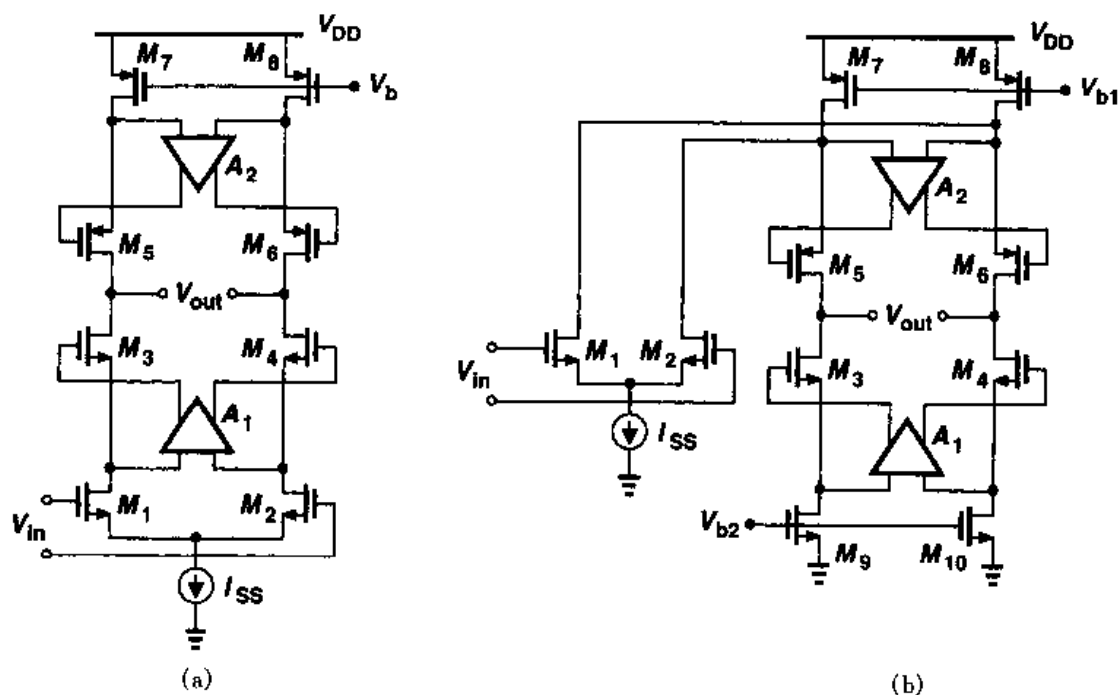 V_DD
M_7 M_8
V_b
A_2
M_5 M_6
V_out
M_3 M_4
A_1
M_1 M_2
V_in
I_SS
(a)
V_DD
M_7 M_8
V_b1
A_2
M_5 M_6
V_out
M_1 M_2
V_in
M_3 M_4
I_SS
A_1
V_b2
M_9 M_10
(b)